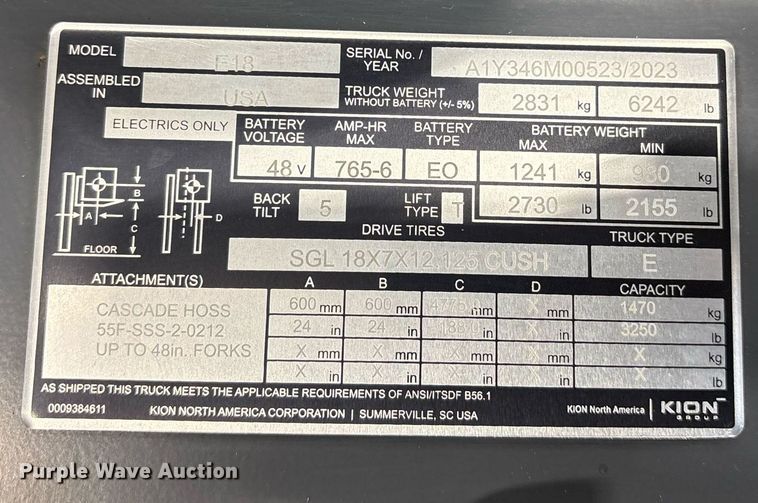 MODEL E18 SERIAL No. / YEAR A1Y346M00523/2023
ASSEMBLED IN USA TRUCK WEIGHT WITHOUT BATTERY (+/- 5%) 2831 kg 6242 lb
ELECTRICS ONLY BATTERY VOLTAGE AMP-HR MAX BATTERY TYPE BATTERY WEIGHT
MAX MIN
48 V 765-6 EO 1241 kg 980 kg
2730 lb 2155 lb
BACK TILT 5 LIFT TYPE T
A B C D
FLOOR
DRIVE TIRES TRUCK TYPE
SGL 18X7X12.125 CUSH E
ATTACHMENT(S) A B C D CAPACITY
CASCADE HOSS 600 mm 600 mm mm X mm 1470 kg
55F-SSS-2-0212 24 in 24 in in X in 3250 lb
UP TO 48in. FORKS X mm X mm X mm X mm X kg
X in X in X in X in X lb
AS SHIPPED THIS TRUCK MEETS THE APPLICABLE REQUIREMENTS OF ANSI/ITSDF B56.1
0009384611 KION NORTH AMERICA CORPORATION | SUMMERVILLE, SC USA KION North America | KION GROUP
Purple Wave Auction